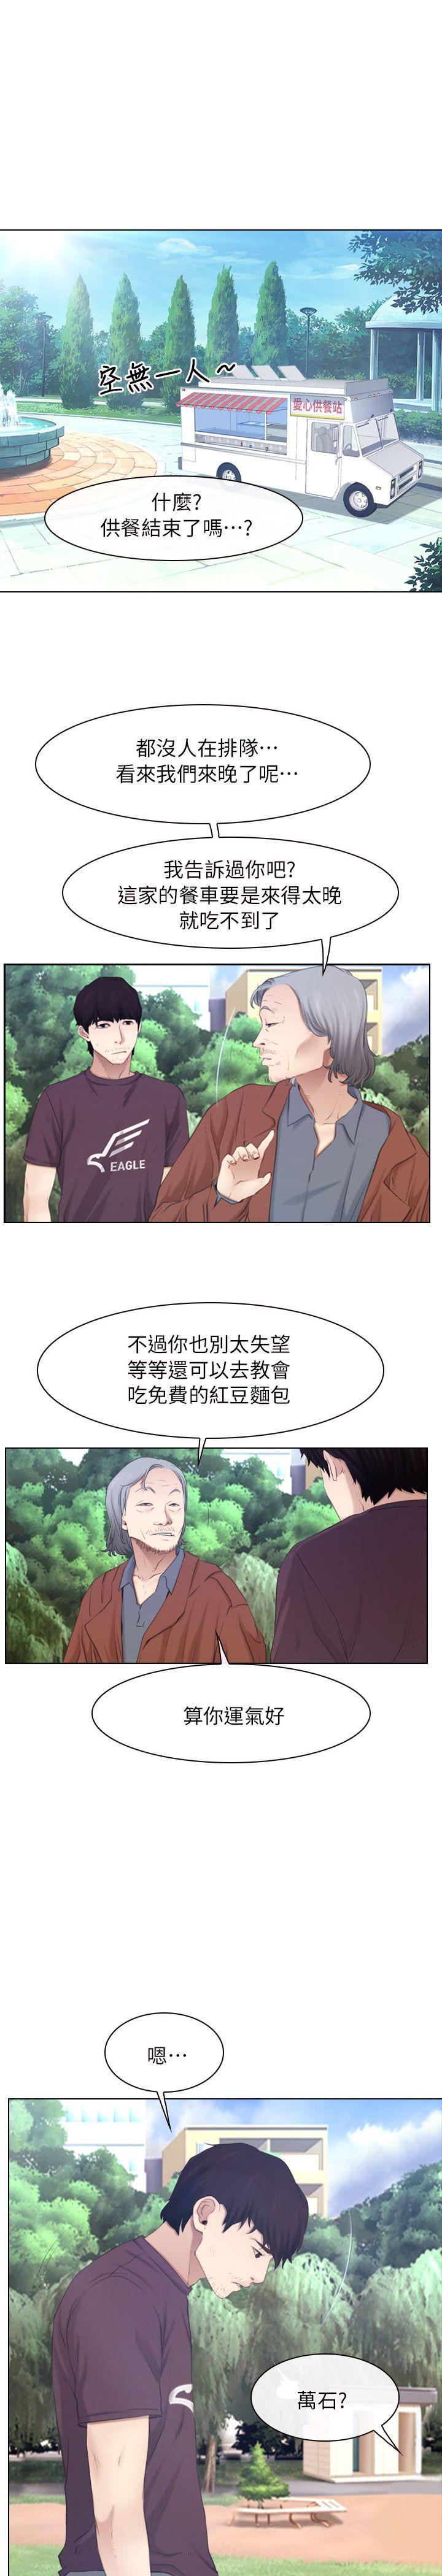 空無一人~
愛心供餐站
什麼?
供餐結束了嗎⋯?
都沒人在排隊⋯
看來我們來晚了呢⋯
我告訴過你吧?
這家的餐車要是來得太晚
就吃不到了
EAGLE
不過你也別太失望
等等還可以去教會
吃免費的紅豆麵包
算你運氣好
嗯⋯
萬石?